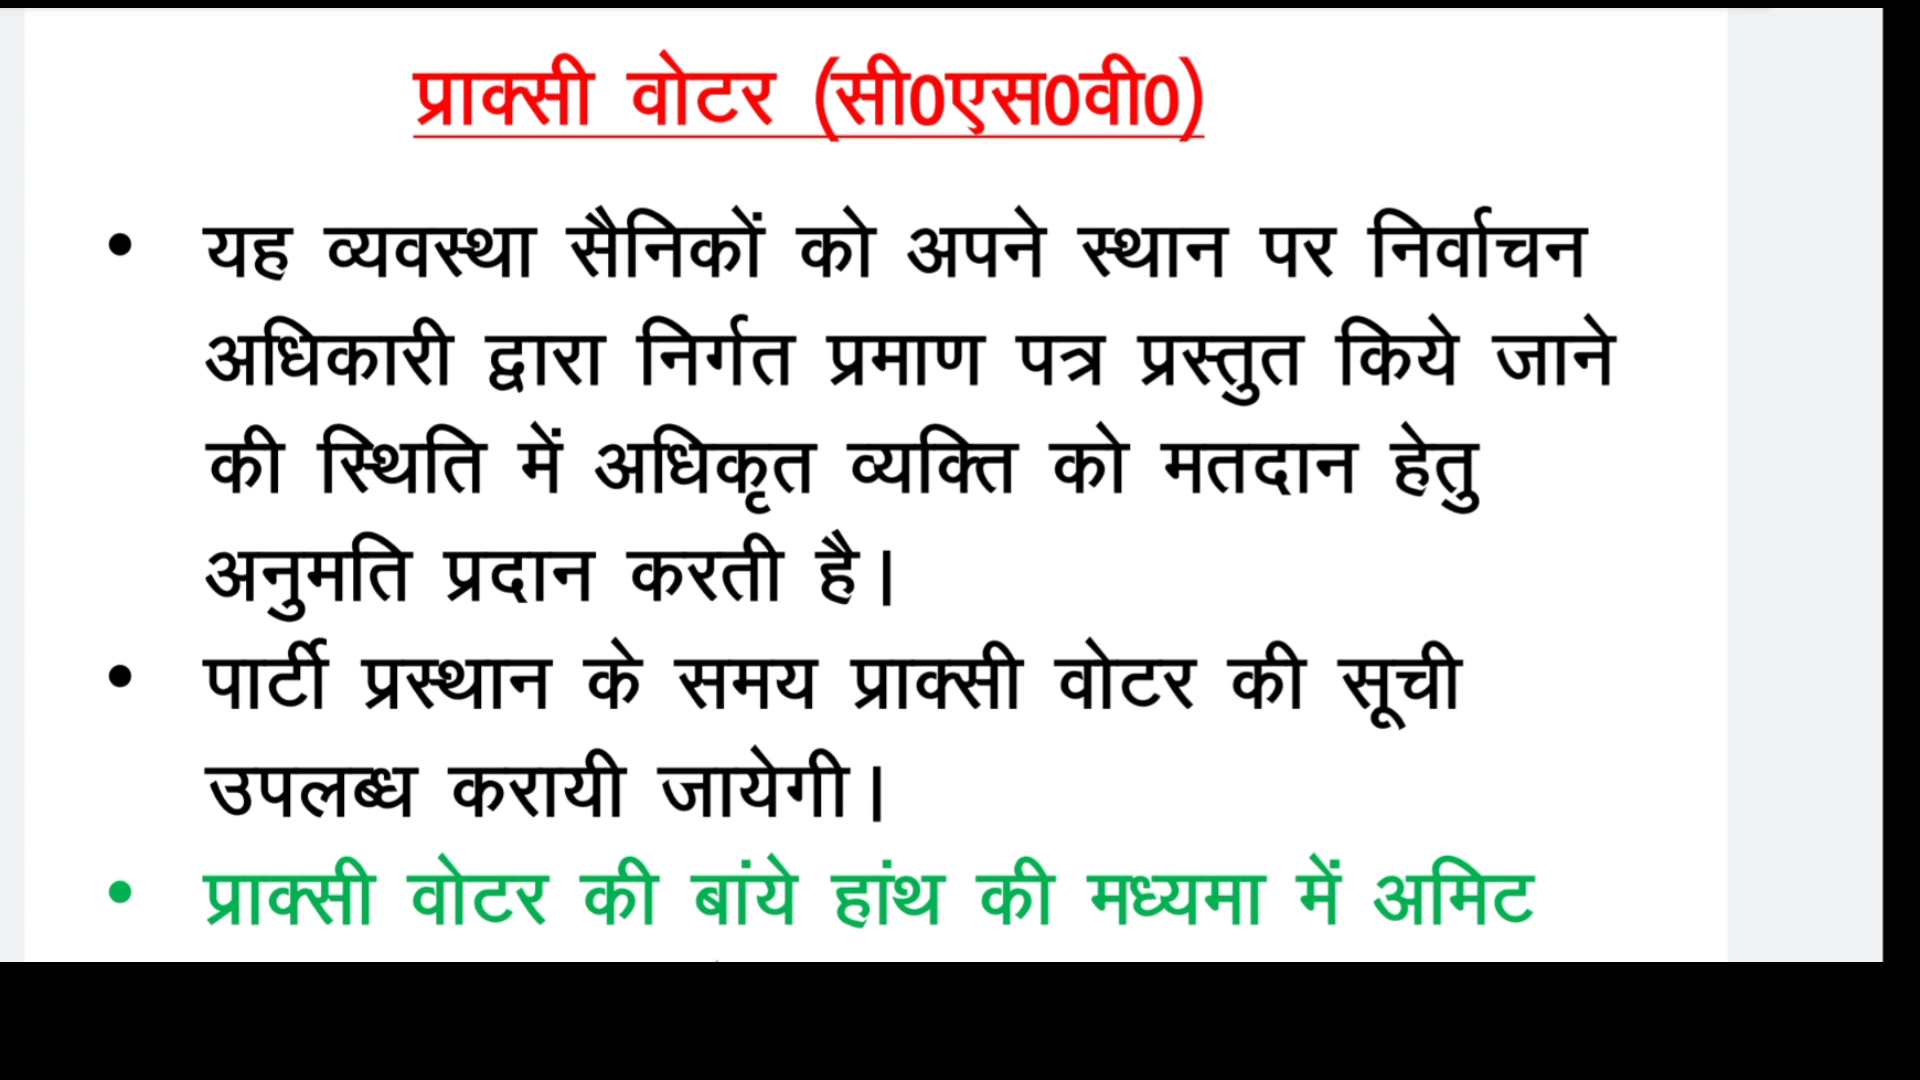 प्राक्सी वोटर (सी0एस0वी0)
• यह व्यवस्था सैनिकों को अपने स्थान पर निर्वाचन
अधिकारी द्वारा निर्गत प्रमाण पत्र प्रस्तुत किये जाने
की स्थिति में अधिकृत व्यक्ति को मतदान हेतु
अनुमति प्रदान करती है।
• पार्टी प्रस्थान के समय प्राक्सी वोटर की सूची
उपलब्ध करायी जायेगी।
• प्राक्सी वोटर की बांये हांथ की मध्यमा में अमिट